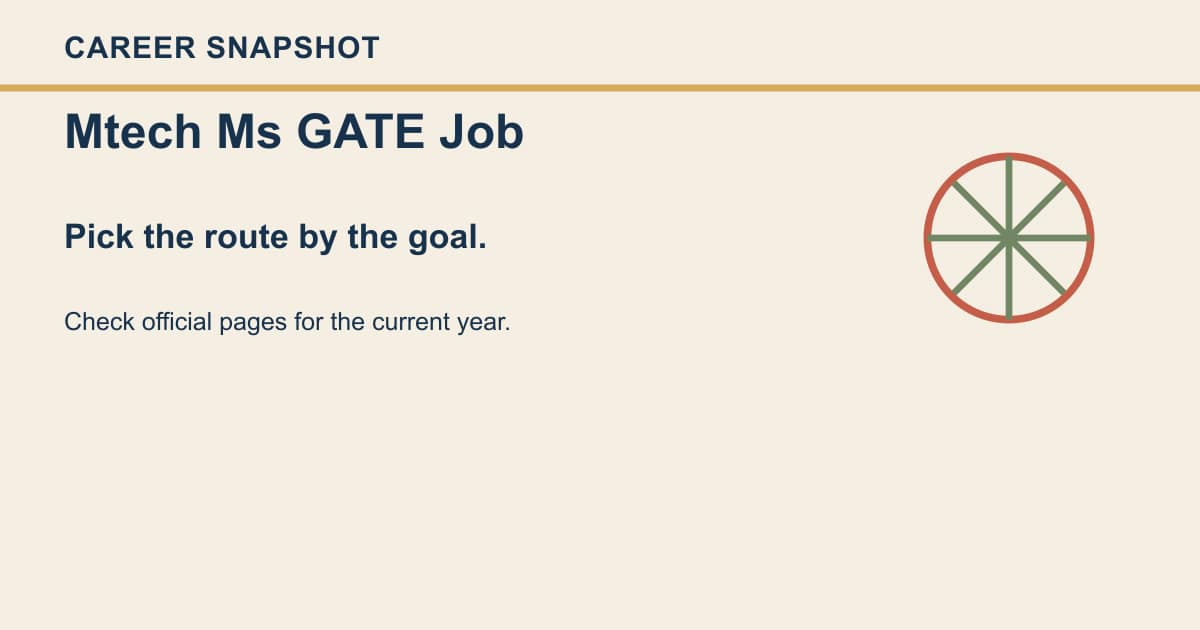 CAREER SNAPSHOT
Mtech Ms GATE Job
Pick the route by the goal.
Check official pages for the current year.